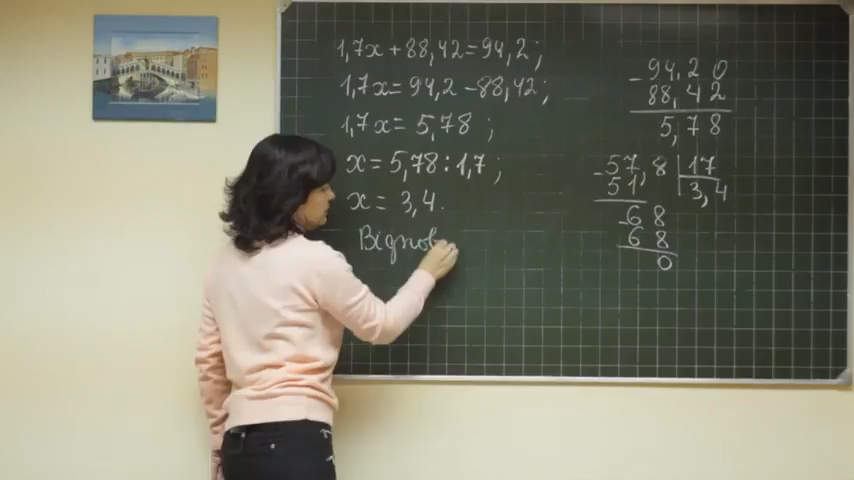 1,7x + 88,42 = 94,2 ;
1,7x = 94,2 - 88,42 ;
1,7x = 5,78 ;
x = 5,78 : 1,7 ;
x = 3,4 .
- 94,20
88,42
5,78
- 57,8 | 17
51 | 3,4
- 68
68
0